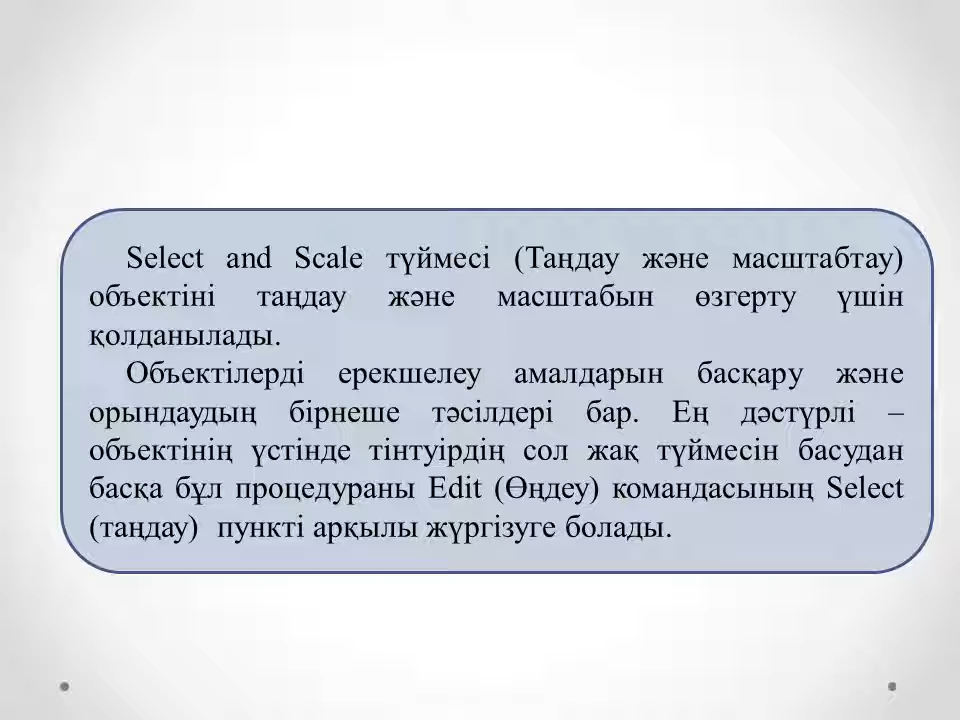 Select and Scale түймесі (Таңдау және масштабтау)
объектіні таңдау және масштабын өзгерту үшін
қолданылады.
Объектілерді ерекшелеу амалдарын басқару және
орындаудың бірнеше тәсілдері бар. Ең дәстүрлі –
объектінің үстінде тінтуірдің сол жақ түймесін басудан
басқа бұл процедураны Edit (Өңдеу) командасының Select
(таңдау) пункті арқылы жүргізуге болады.